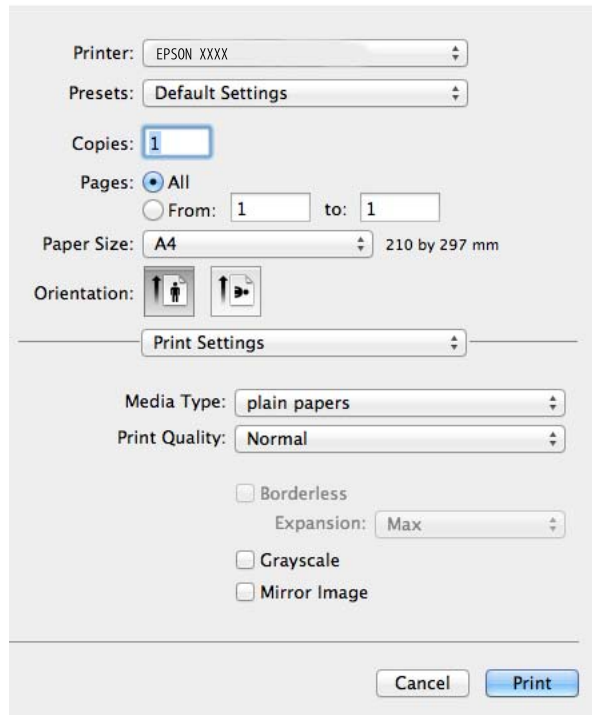 Printer: EPSON XXXX
Presets: Default Settings
Copies: 1
Pages: All
From: 1 to: 1
Paper Size: A4 210 by 297 mm
Orientation:
Print Settings
Media Type: plain papers
Print Quality: Normal
Borderless
Expansion: Max
Grayscale
Mirror Image
Cancel Print